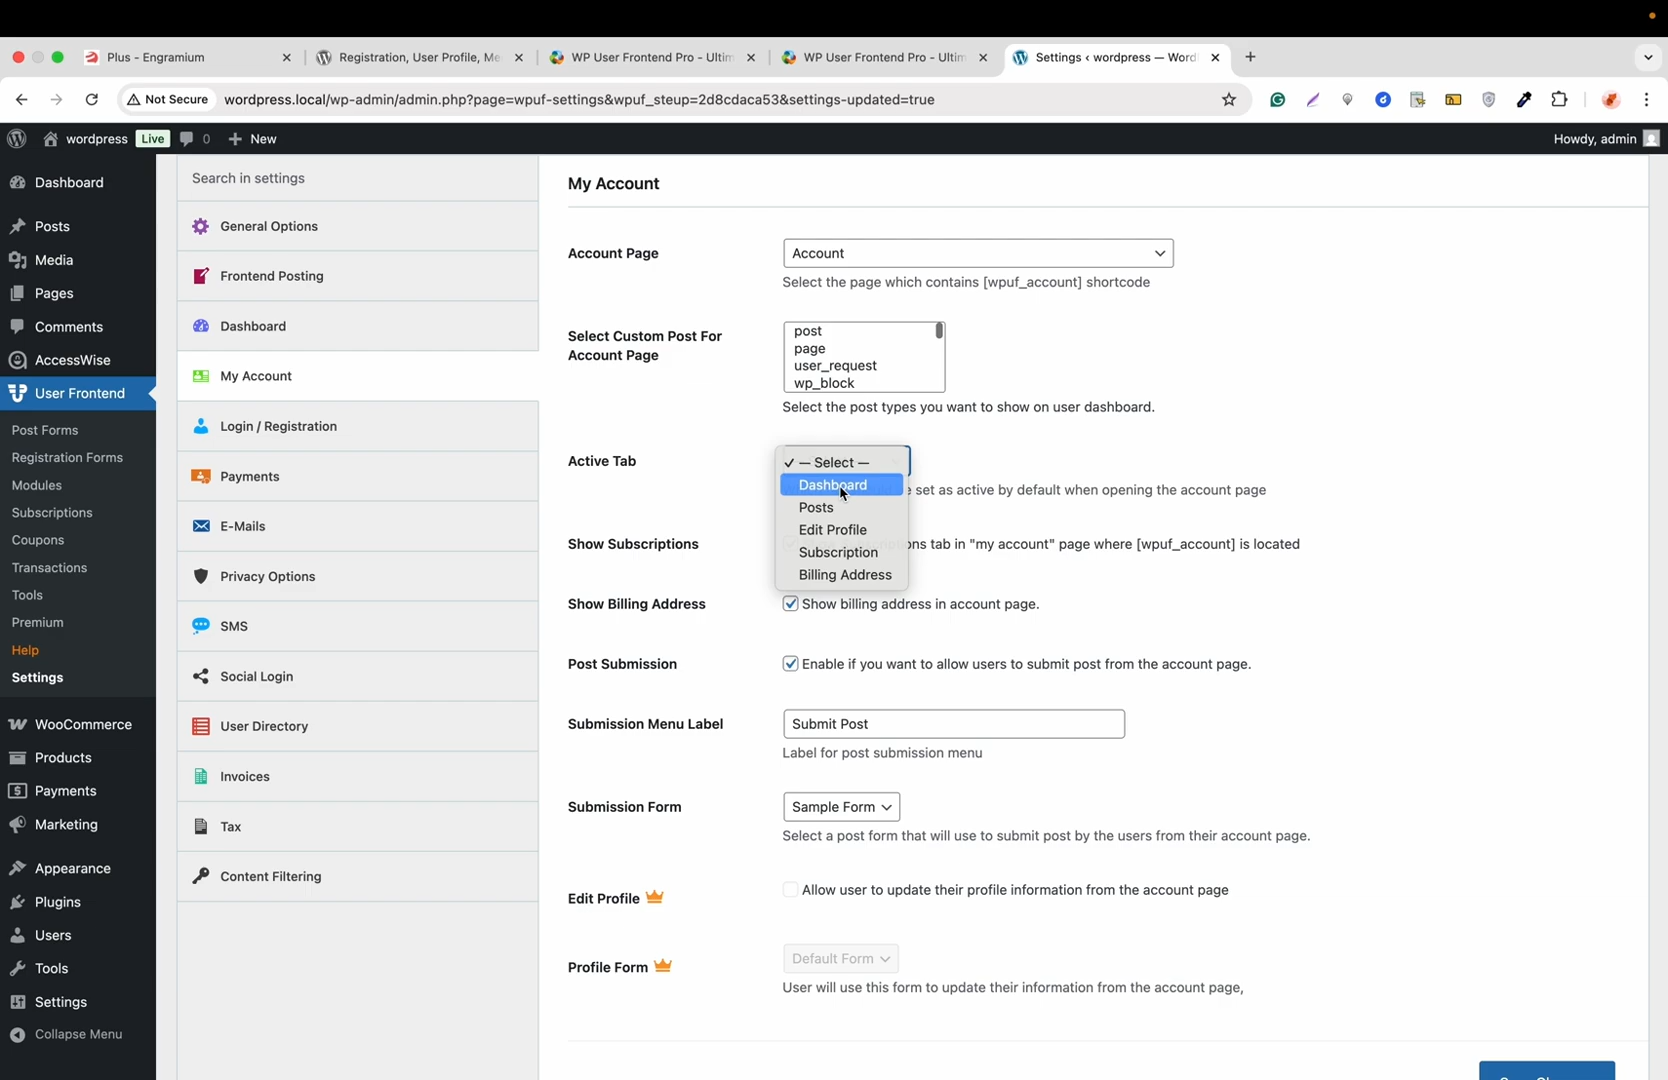 Plus - Engramium
Registration, User Profile, Me
WP User Frontend Pro - Ultim
WP User Frontend Pro - Ultim
Settings ‹ wordpress — Word
Not Secure
wordpress.local/wp-admin/admin.php?page=wpuf-settings&wpuf_steup=2d8cdaca53&settings-updated=true
wordpress
Live
0
New
Howdy, admin
Dashboard
Posts
Media
Pages
Comments
AccessWise
User Frontend
Post Forms
Registration Forms
Modules
Subscriptions
Coupons
Transactions
Tools
Premium
Help
Settings
WooCommerce
Products
Payments
Marketing
Appearance
Plugins
Users
Tools
Settings
Collapse Menu
Search in settings
General Options
Frontend Posting
Dashboard
My Account
Login / Registration
Payments
E-Mails
Privacy Options
SMS
Social Login
User Directory
Invoices
Tax
Content Filtering
My Account
Account Page
Account
Select the page which contains [wpuf_account] shortcode
Select Custom Post For
Account Page
post
page
user_request
wp_block
Select the post types you want to show on user dashboard.
Active Tab
✓ — Select —
Dashboard
Posts
Edit Profile
Subscription
Billing Address
set as active by default when opening the account page
Show Subscriptions
tab in "my account" page where [wpuf_account] is located
Show Billing Address
Show billing address in account page.
Post Submission
Enable if you want to allow users to submit post from the account page.
Submission Menu Label
Submit Post
Label for post submission menu
Submission Form
Sample Form
Select a post form that will use to submit post by the users from their account page.
Edit Profile
Allow user to update their profile information from the account page
Profile Form
Default Form
User will use this form to update their information from the account page,